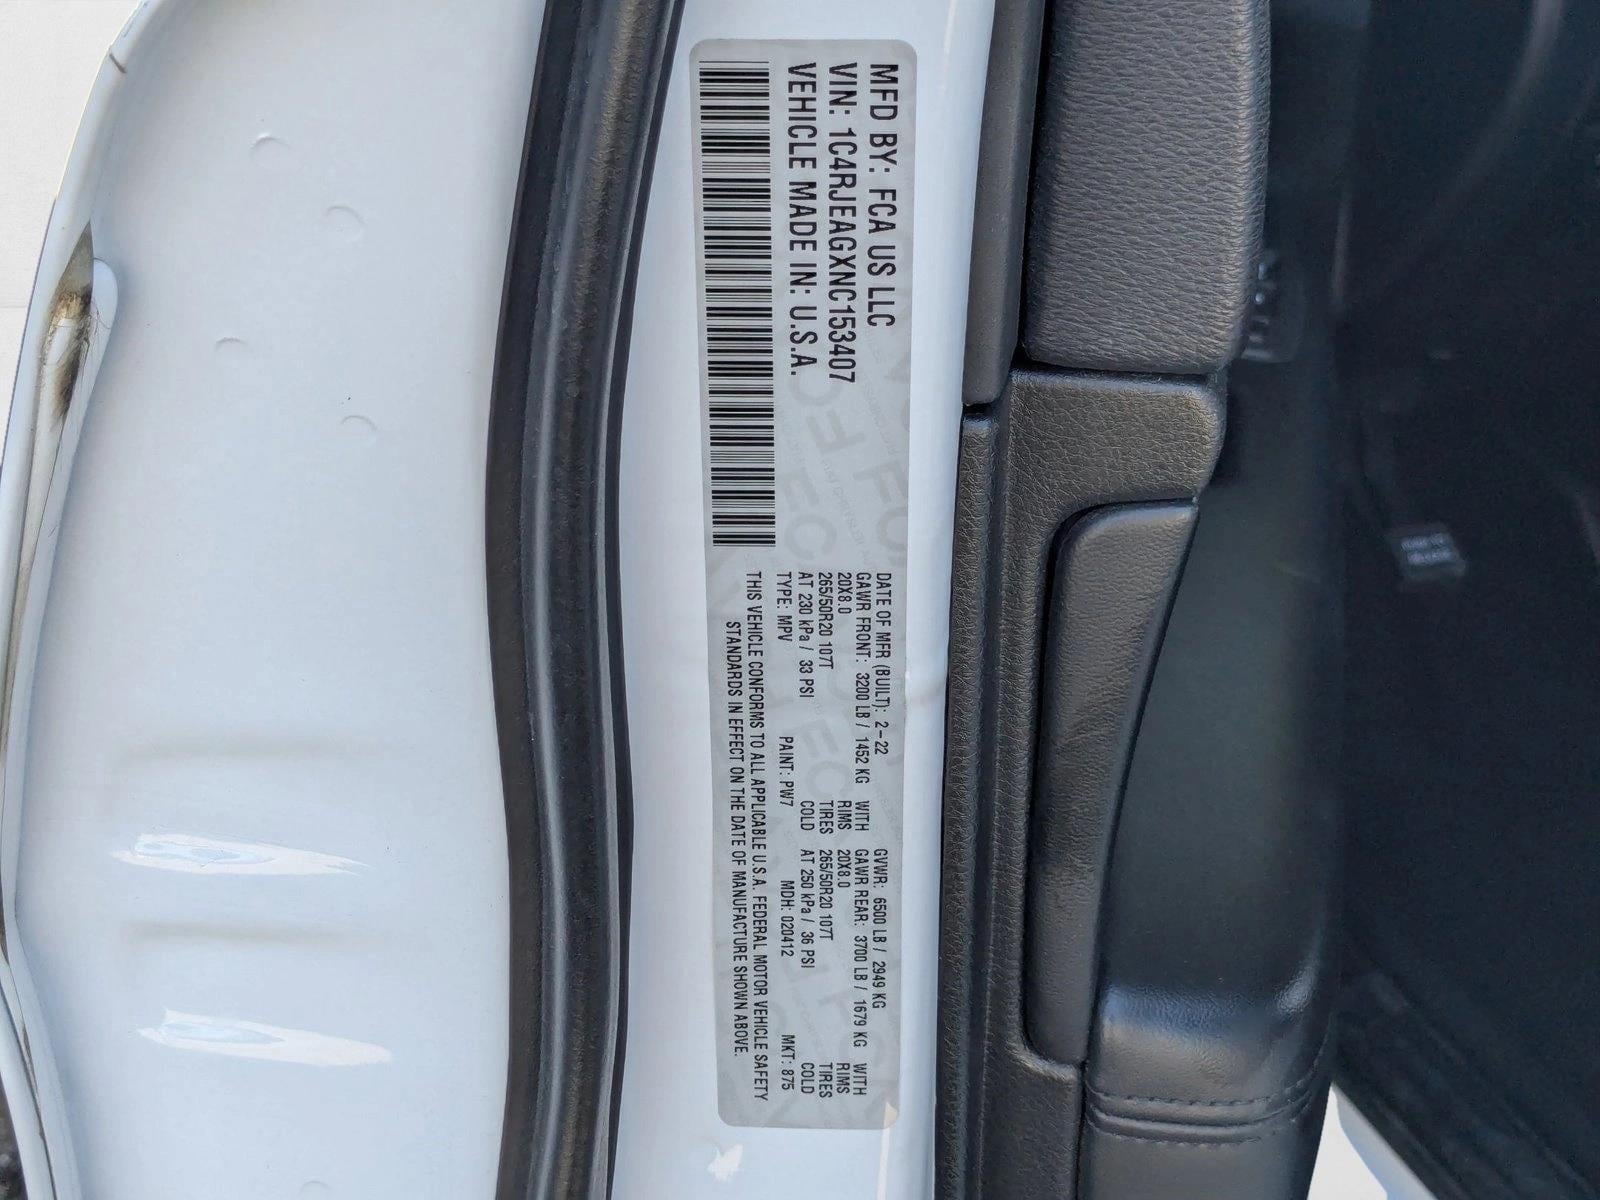 MFD BY: FCA US LLC
VIN: 1C4RJEAGXNC153407
VEHICLE MADE IN: U.S.A.
DATE OF MFR (BUILT): 2-22 GVWR: 6500 LB / 2949 KG
GAWR FRONT: 3200 LB / 1452 KG WITH GAWR REAR: 3700 LB / 1679 KG WITH
20X8.0 RIMS 20X8.0 RIMS
265/50R20 107T TIRES 265/50R20 107T TIRES
AT 230 kPa / 33 PSI COLD AT 250 kPa / 36 PSI COLD
TYPE: MPV PAINT: PW7 MDH: 020412 MKT: 875
THIS VEHICLE CONFORMS TO ALL APPLICABLE U.S.A. FEDERAL MOTOR VEHICLE SAFETY
STANDARDS IN EFFECT ON THE DATE OF MANUFACTURE SHOWN ABOVE.